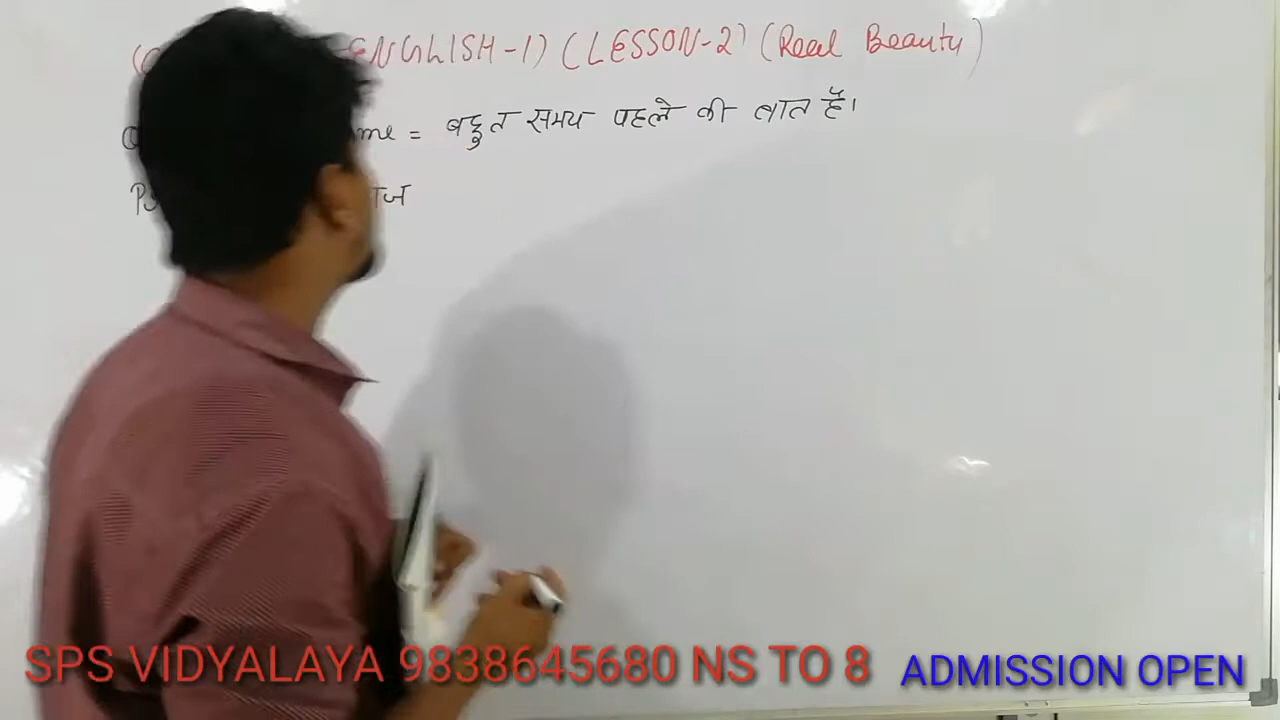 ENGLISH-1) (LESSON-2) (Real Beauty)
me = बहुत समय पहले की बात है।
SPS VIDYALAYA 9838645680 NS TO 8 ADMISSION OPEN